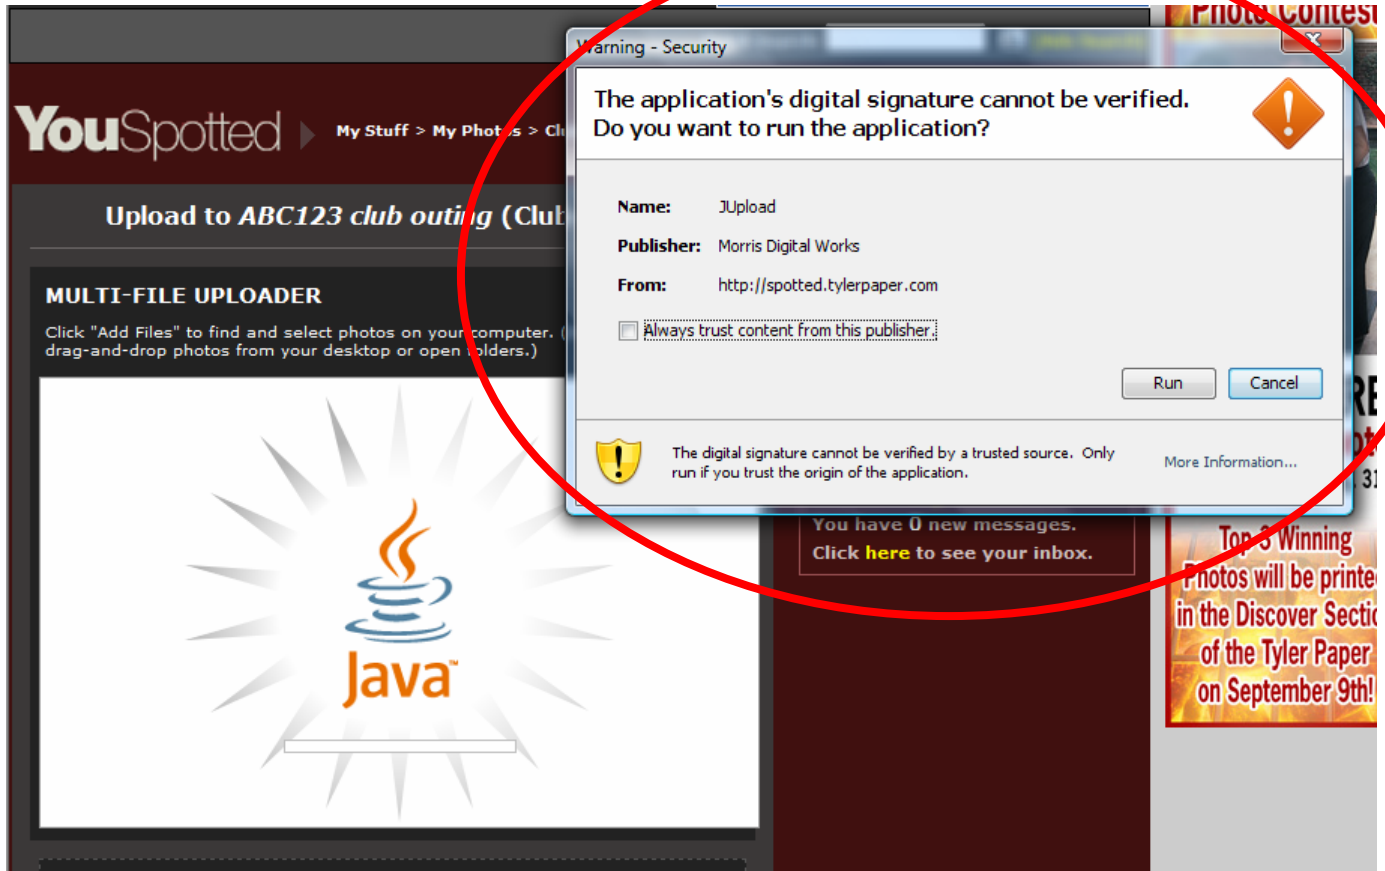 Photo Contest
Warning - Security
The application's digital signature cannot be verified.
Do you want to run the application?
YouSpotted
My Stuff > My Photos >
Name: JUpload
Publisher: Morris Digital Works
From: http://spotted.tylerpaper.com
Always trust content from this publisher.
Run Cancel
The digital signature cannot be verified by a trusted source. Only
run if you trust the origin of the application.
More Information...
Upload to ABC123 club outing (Club
MULTI-FILE UPLOADER
Click "Add Files" to find and select photos on your computer. (
drag-and-drop photos from your desktop or open folders.)
Java™
You have 0 new messages.
Click here to see your inbox.
Top 3 Winning
Photos will be printed
in the Discover Section
of the Tyler Paper
on September 9th!